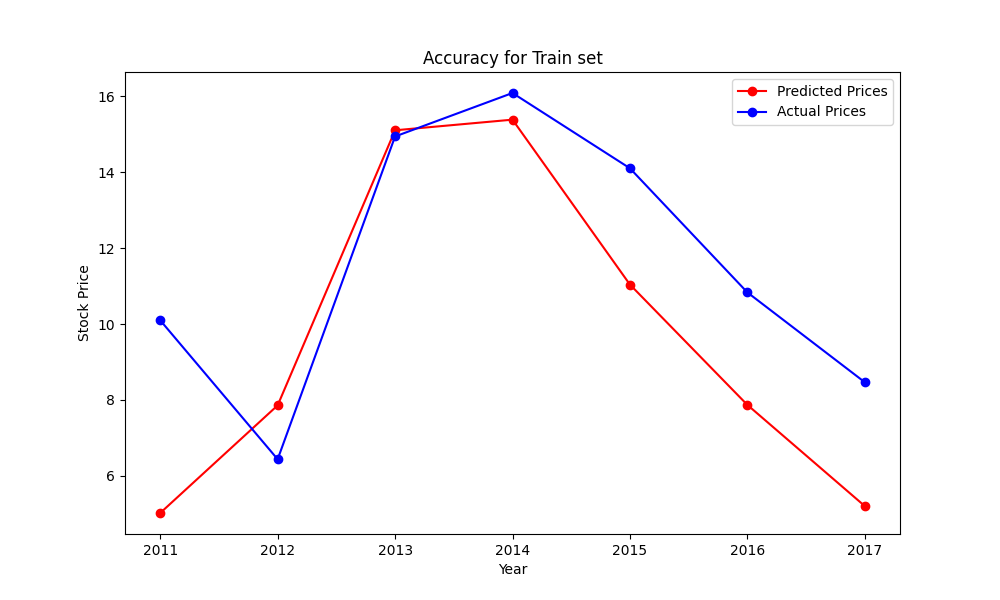 Accuracy for Train set
Predicted Prices
Actual Prices
Stock Price
16
14
12
10
8
6
2011 2012 2013 2014 2015 2016 2017
Year